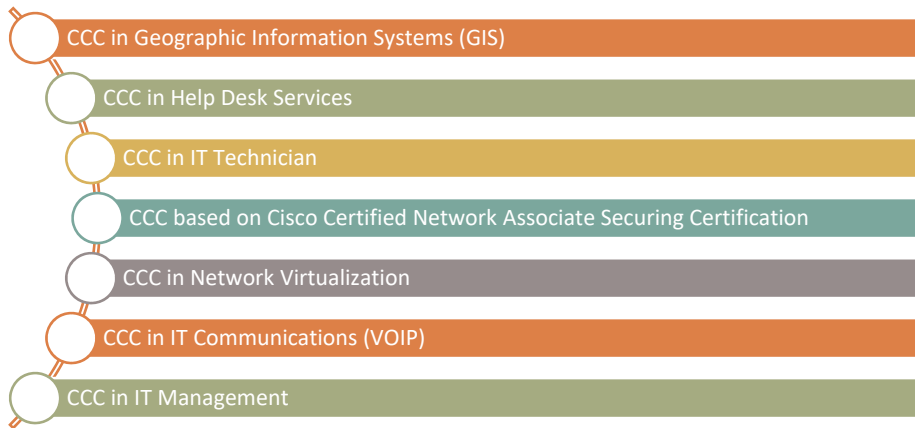 CCC in Geographic Information Systems (GIS)
CCC in Help Desk Services
CCC in IT Technician
CCC based on Cisco Certified Network Associate Securing Certification
CCC in Network Virtualization
CCC in IT Communications (VOIP)
CCC in IT Management